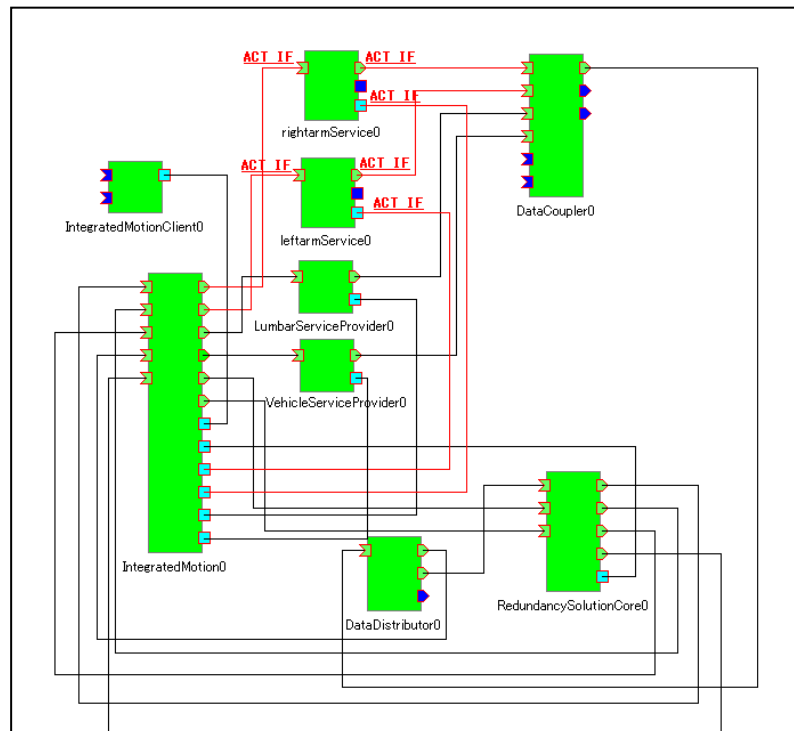 ACT IF ACT IF
ACT IF
rightarmService0
ACT IF ACT IF
ACT IF
leftarmService0
DataCoupler0
IntegratedMotionClient0
LumbarServiceProvider0
VehicleServiceProvider0
IntegratedMotion0
DataDistributor0
RedundancySolutionCore0